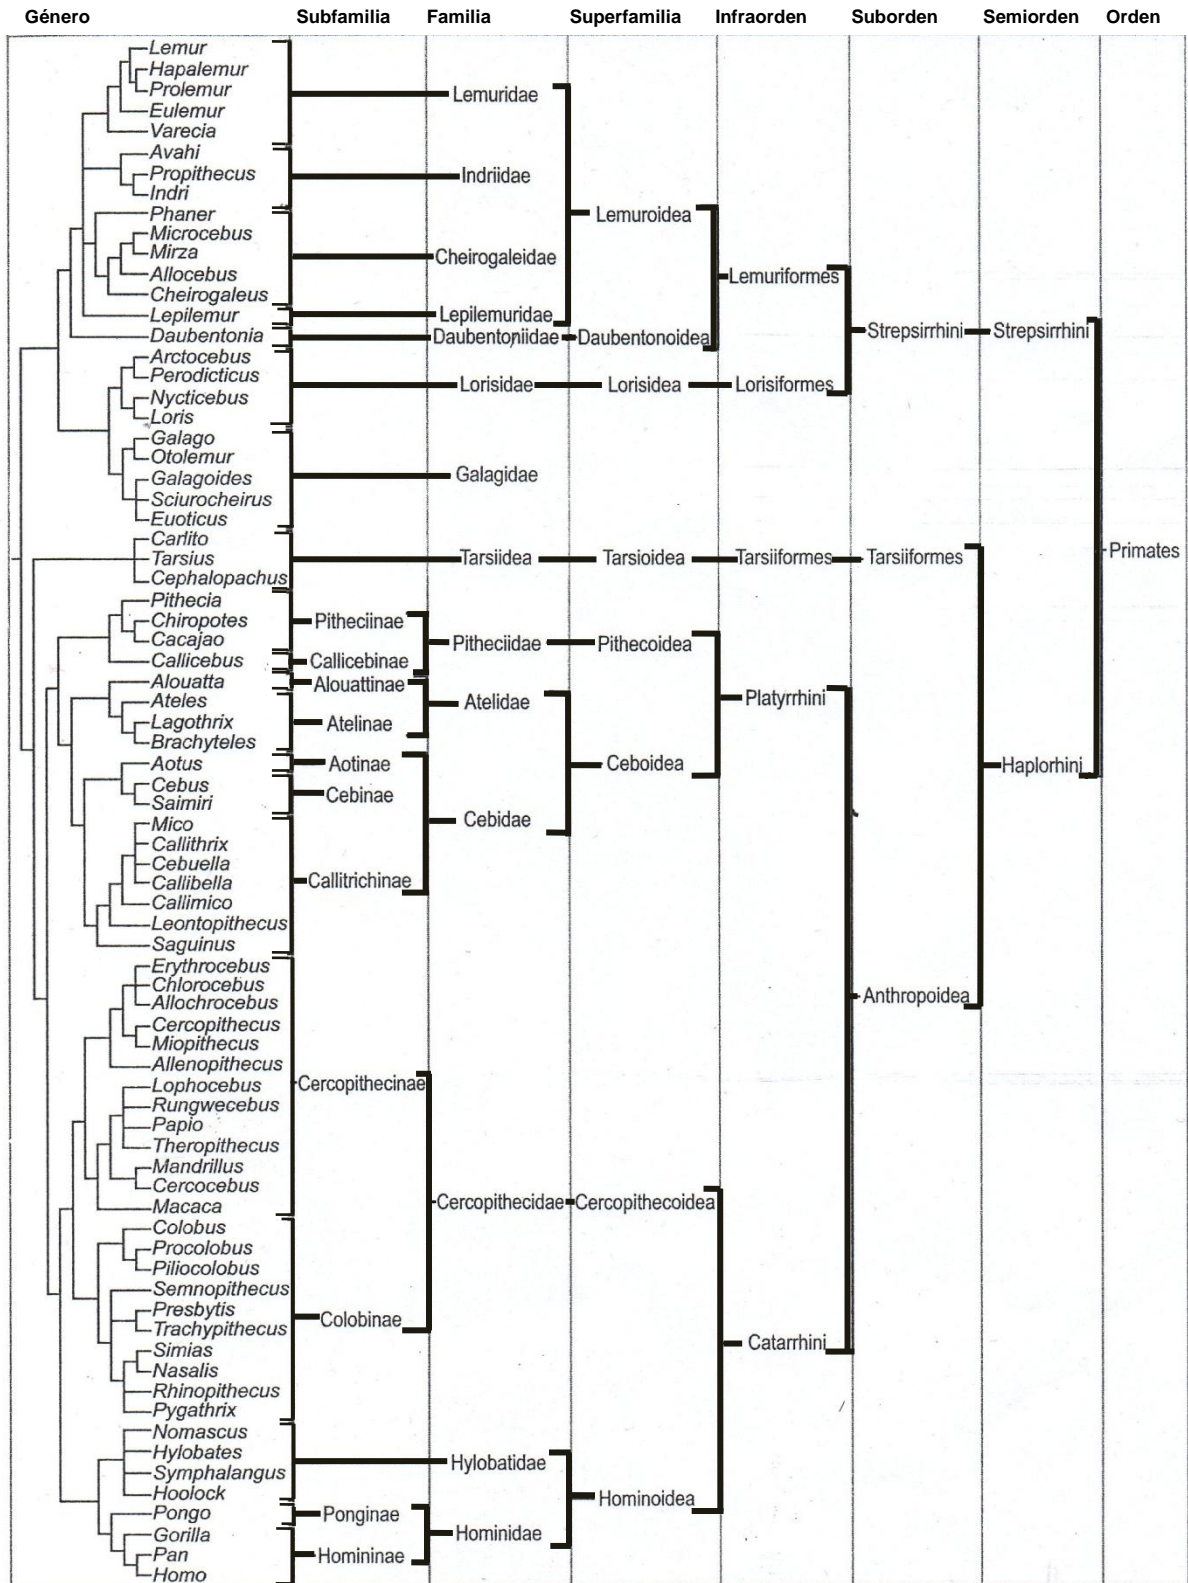 Género Subfamilia Familia Superfamilia Infraorden Suborden Semiorden Orden
Lemur
Hapalemur
Prolemur
Eulemur
Varecia
Avahi
Propithecus
Indri
Phaner
Microcebus
Mirza
Allocebus
Cheirogaleus
Lepilemur
Daubentonia
Arctocebus
Perodicticus
Nycticebus
Loris
Galago
Otolemur
Galagoides
Sciurocheirus
Euoticus
Carlito
Tarsius
Cephalopachus
Pithecia
Chiropotes
Cacajao
Callicebus
Alouatta
Ateles
Lagothrix
Brachyteles
Aotus
Cebus
Saimiri
Mico
Callithrix
Cebuella
Callibella
Callimico
Leontopithecus
Saguinus
Erythrocebus
Chlorocebus
Allochrocebus
Cercopithecus
Miopithecus
Allenopithecus
Lophocebus
Rungwecebus
Papio
Theropithecus
Mandrillus
Cercocebus
Macaca
Colobus
Procolobus
Piliocolobus
Semnopithecus
Presbytis
Trachypithecus
Simias
Nasalis
Rhinopithecus
Pygathrix
Nomascus
Hylobates
Symphalangus
Hoolock
Pongo
Gorilla
Pan
Homo
Pitheciinae
Callicebinae
Alouattinae
Atelinae
Aotinae
Cebinae
Callitrichinae
Cercopithecinae
Colobinae
Ponginae
Homininae
Lemuridae
Indriidae
Cheirogaleidae
Lepilemuridae
Daubentoniidae
Lorisidae
Galagidae
Tarsiidea
Pitheciidae
Atelidae
Cebidae
Cercopithecidae
Hylobatidae
Hominidae
Lemuroidea
Daubentonoidea
Lorisidea
Tarsioidea
Pithecoidea
Ceboidea
Cercopithecoidea
Hominoidea
Lemuriformes
Lorisiformes
Tarsiiformes
Platyrrhini
Catarrhini
Strepsirrhini
Tarsiiformes
Anthropoidea
Strepsirrhini
Haplorhini
Primates